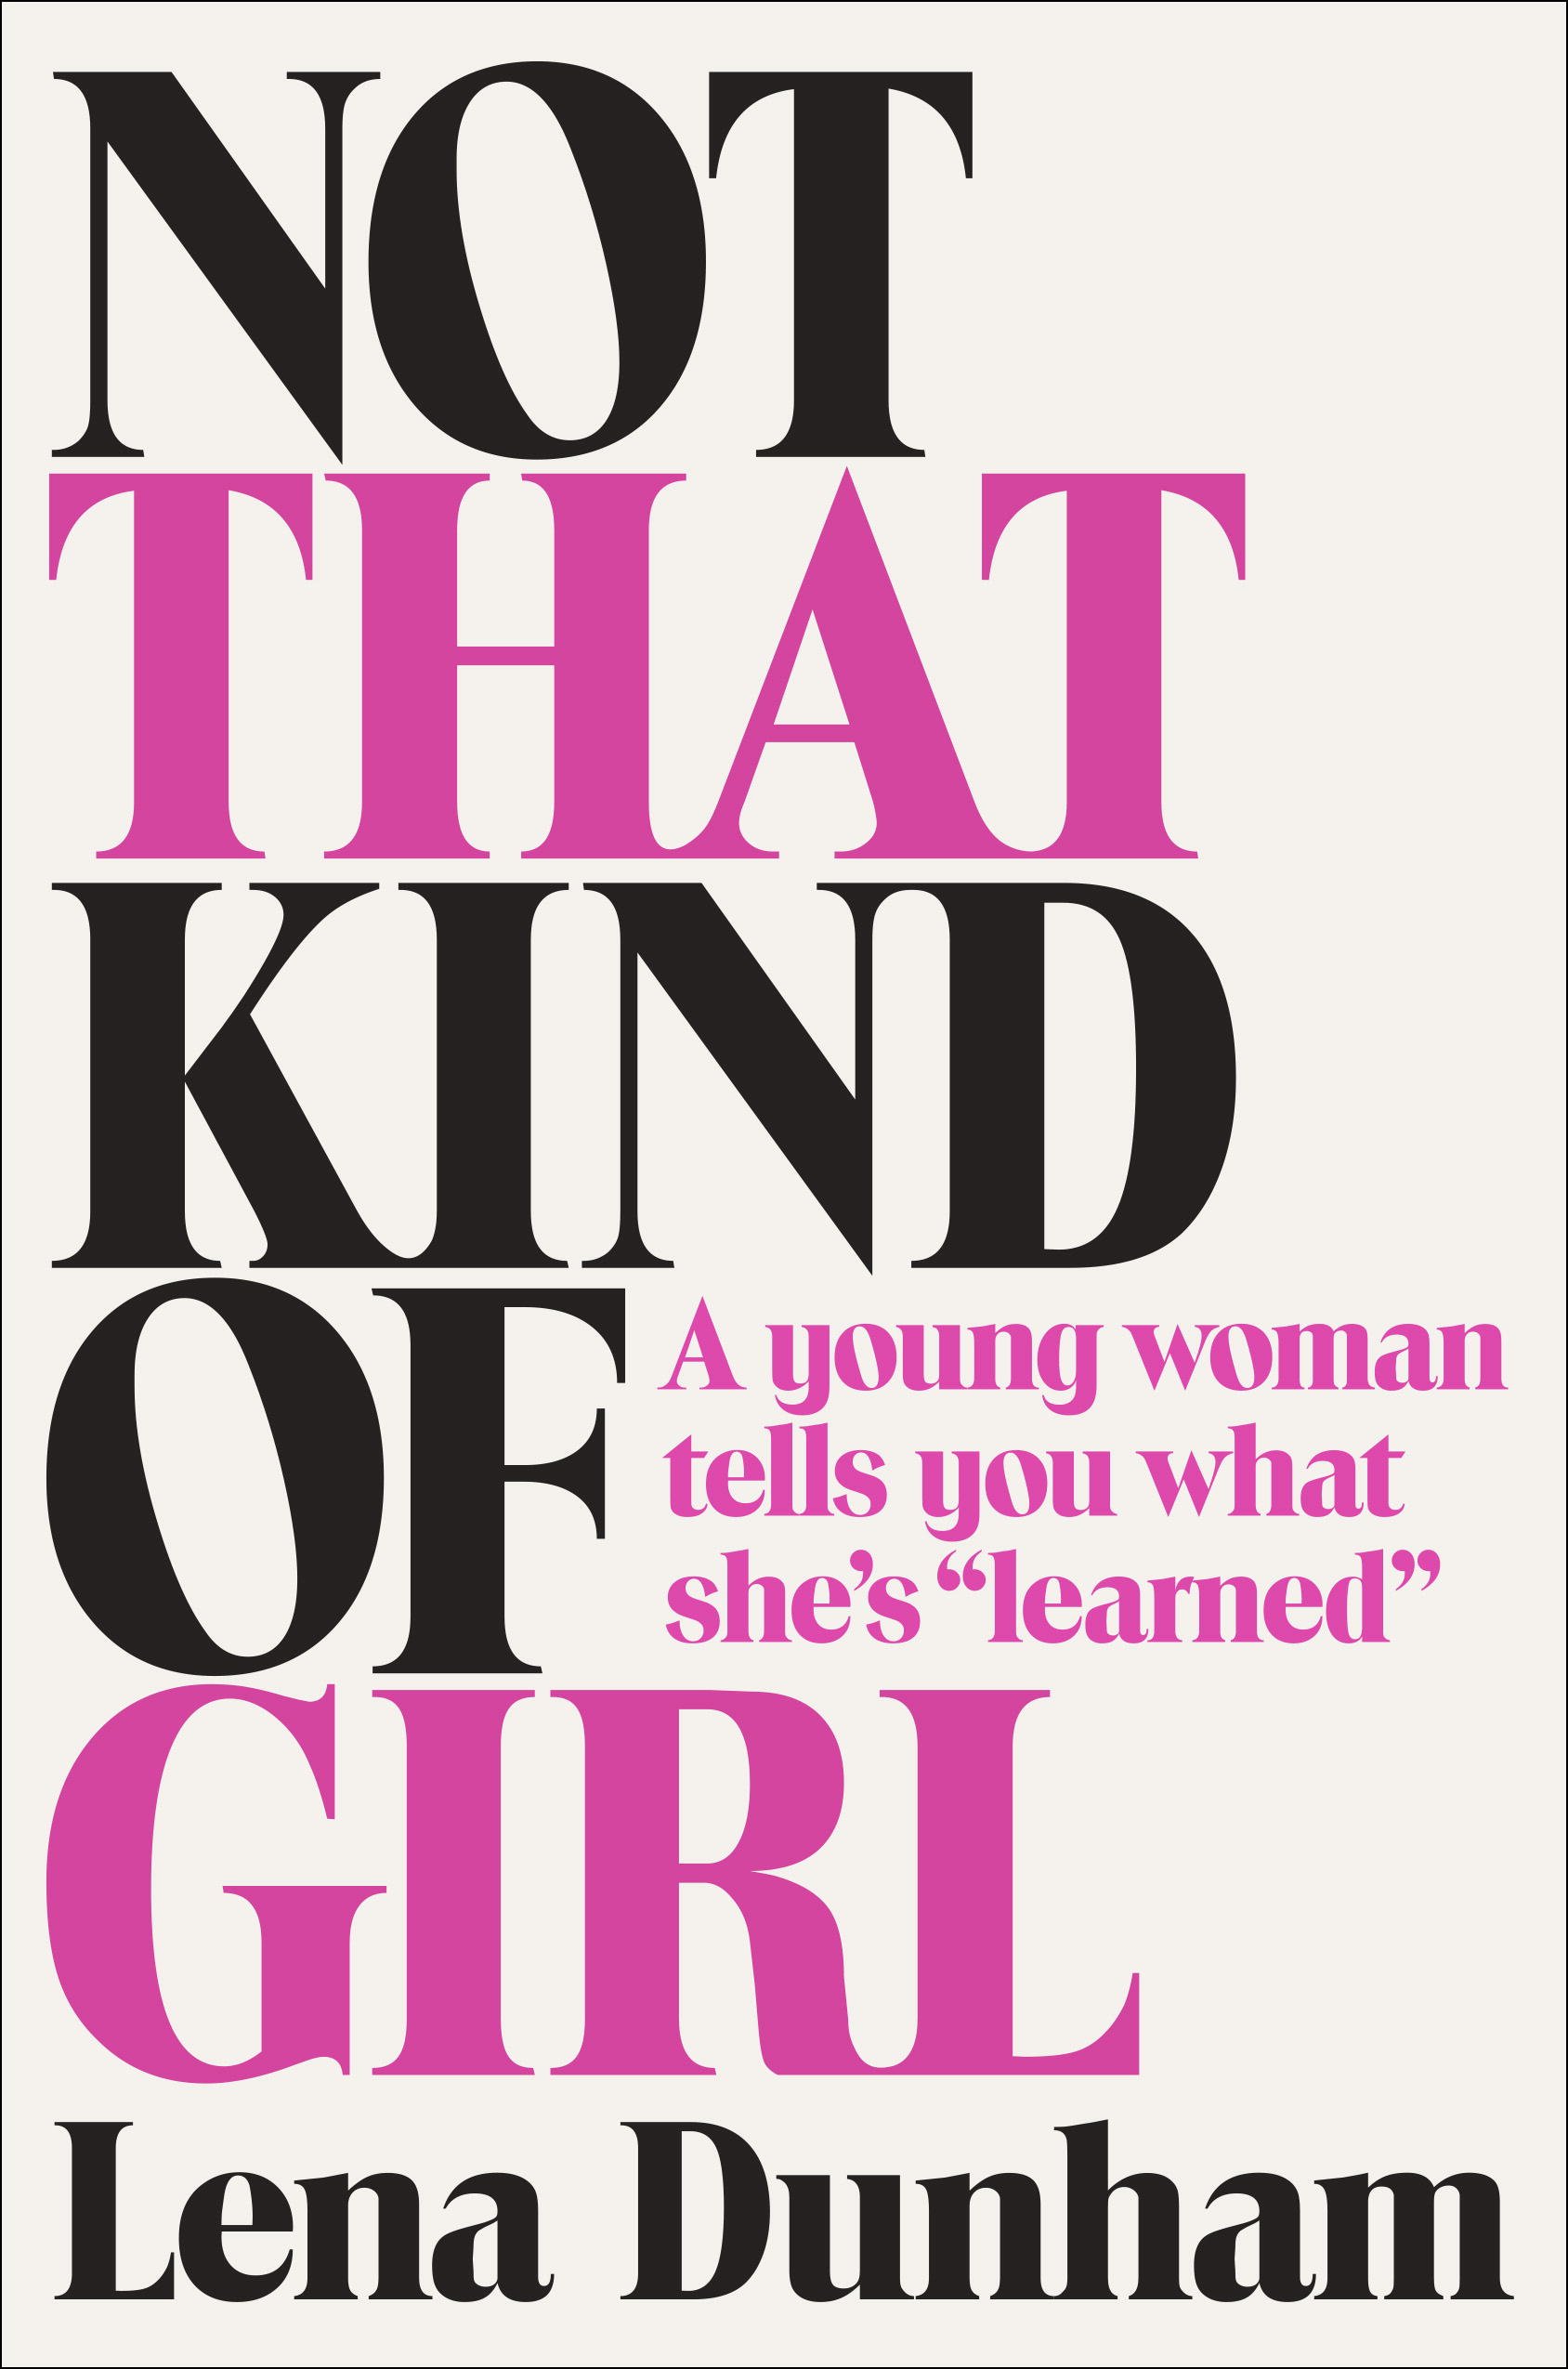 NOT
THAT
KIND
OF
A young woman
tells you what
she’s “learned”
GIRL
Lena Dunham